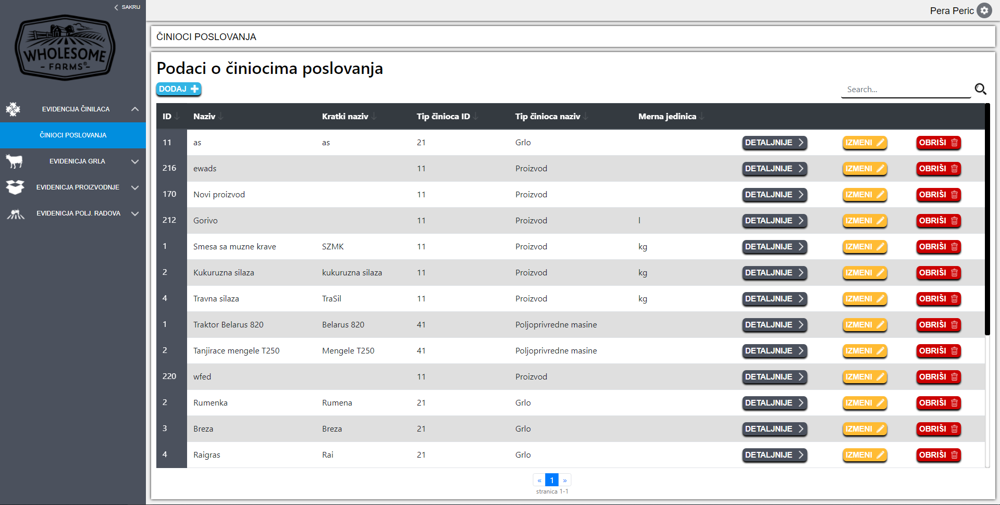 SAKRIJ
Pera Peric
WHOLESOME
- FARMS® -
EVIDENCIJA ČINILACA
ČINIOCI POSLOVANJA
EVIDENICJA GRLA
EVIDENICJA PROIZVODNJE
EVIDENICJA POLJ. RADOVA
ČINIOCI POSLOVANJA
Podaci o činiocima poslovanja
DODAJ
Search...
ID Naziv Kratki naziv Tip činioca ID Tip činioca naziv Merna jedinica
11 as as 21 Grlo DETALJNIJE IZMENI OBRIŠI
216 ewads 11 Proizvod DETALJNIJE IZMENI OBRIŠI
170 Novi proizvod 11 Proizvod DETALJNIJE IZMENI OBRIŠI
212 Gorivo 11 Proizvod l DETALJNIJE IZMENI OBRIŠI
1 Smesa sa muzne krave SZMK 11 Proizvod kg DETALJNIJE IZMENI OBRIŠI
2 Kukuruzna silaza kukuruzna silaza 11 Proizvod kg DETALJNIJE IZMENI OBRIŠI
4 Travna silaza TraSil 11 Proizvod kg DETALJNIJE IZMENI OBRIŠI
1 Traktor Belarus 820 Belarus 820 41 Poljoprivredne masine DETALJNIJE IZMENI OBRIŠI
2 Tanjirace mengele T250 Mengele T250 41 Poljoprivredne masine DETALJNIJE IZMENI OBRIŠI
220 wfed 11 Proizvod DETALJNIJE IZMENI OBRIŠI
2 Rumenka Rumena 21 Grlo DETALJNIJE IZMENI OBRIŠI
3 Breza Breza 21 Grlo DETALJNIJE IZMENI OBRIŠI
4 Raigras Rai 21 Grlo DETALJNIJE IZMENI OBRIŠI
« 1 »
stranica 1-1